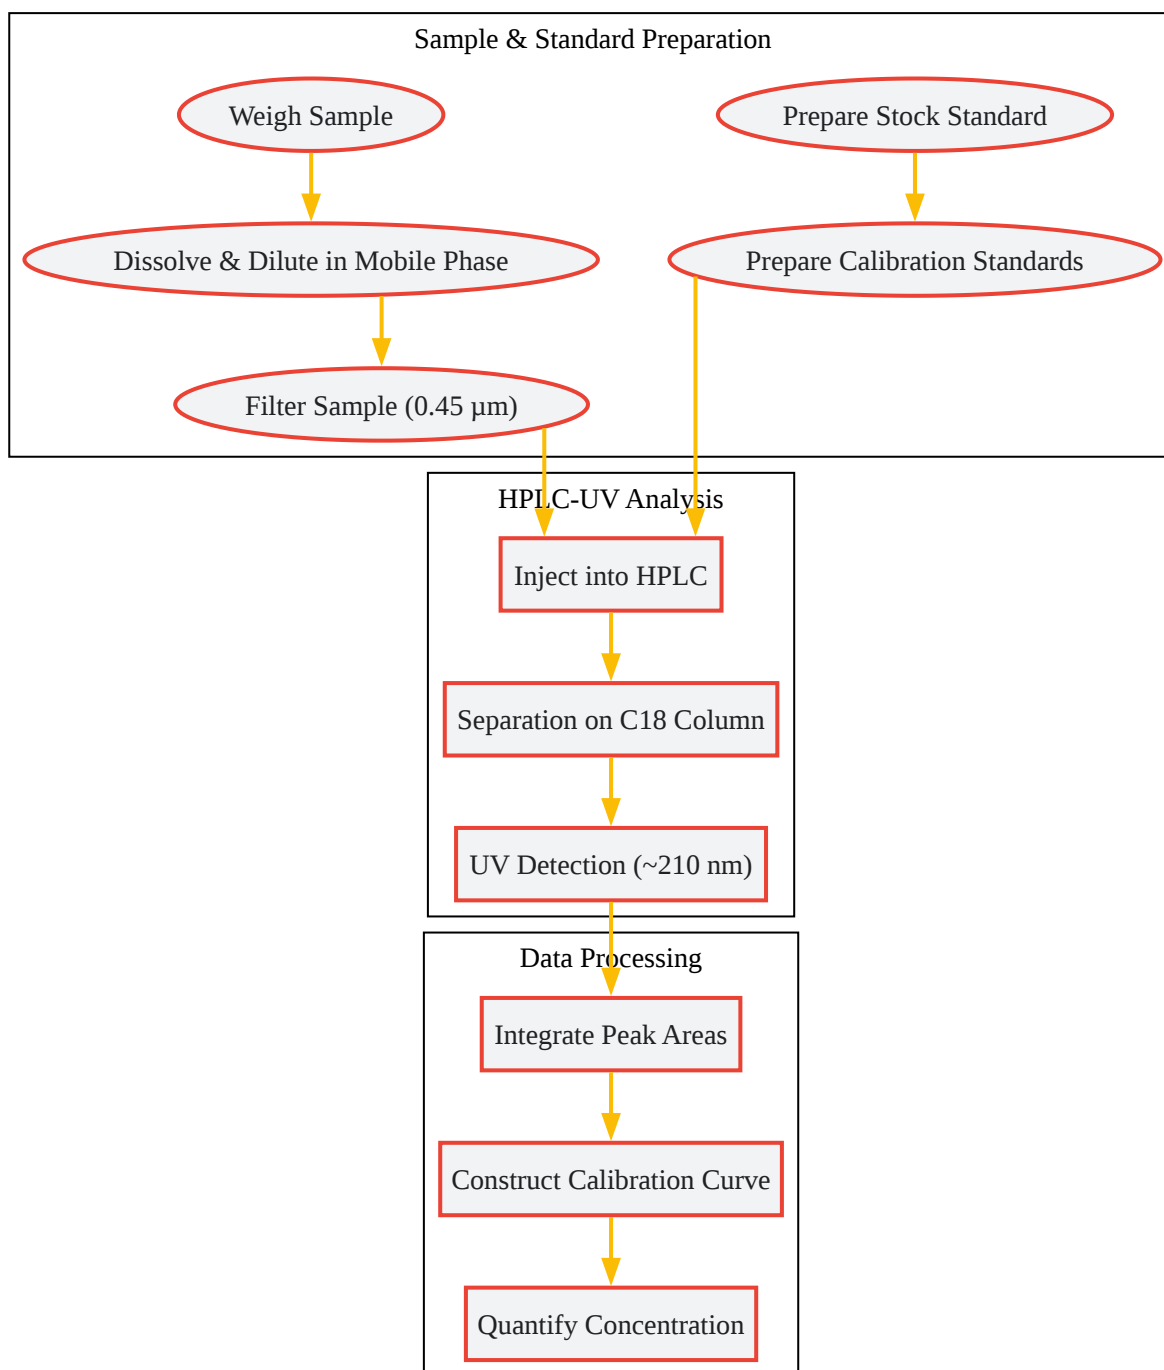 Sample & Standard Preparation
Weigh Sample
Prepare Stock Standard
Dissolve & Dilute in Mobile Phase
Prepare Calibration Standards
Filter Sample (0.45 µm)
HPLC-UV Analysis
Inject into HPLC
Separation on C18 Column
UV Detection (~210 nm)
Data Processing
Integrate Peak Areas
Construct Calibration Curve
Quantify Concentration